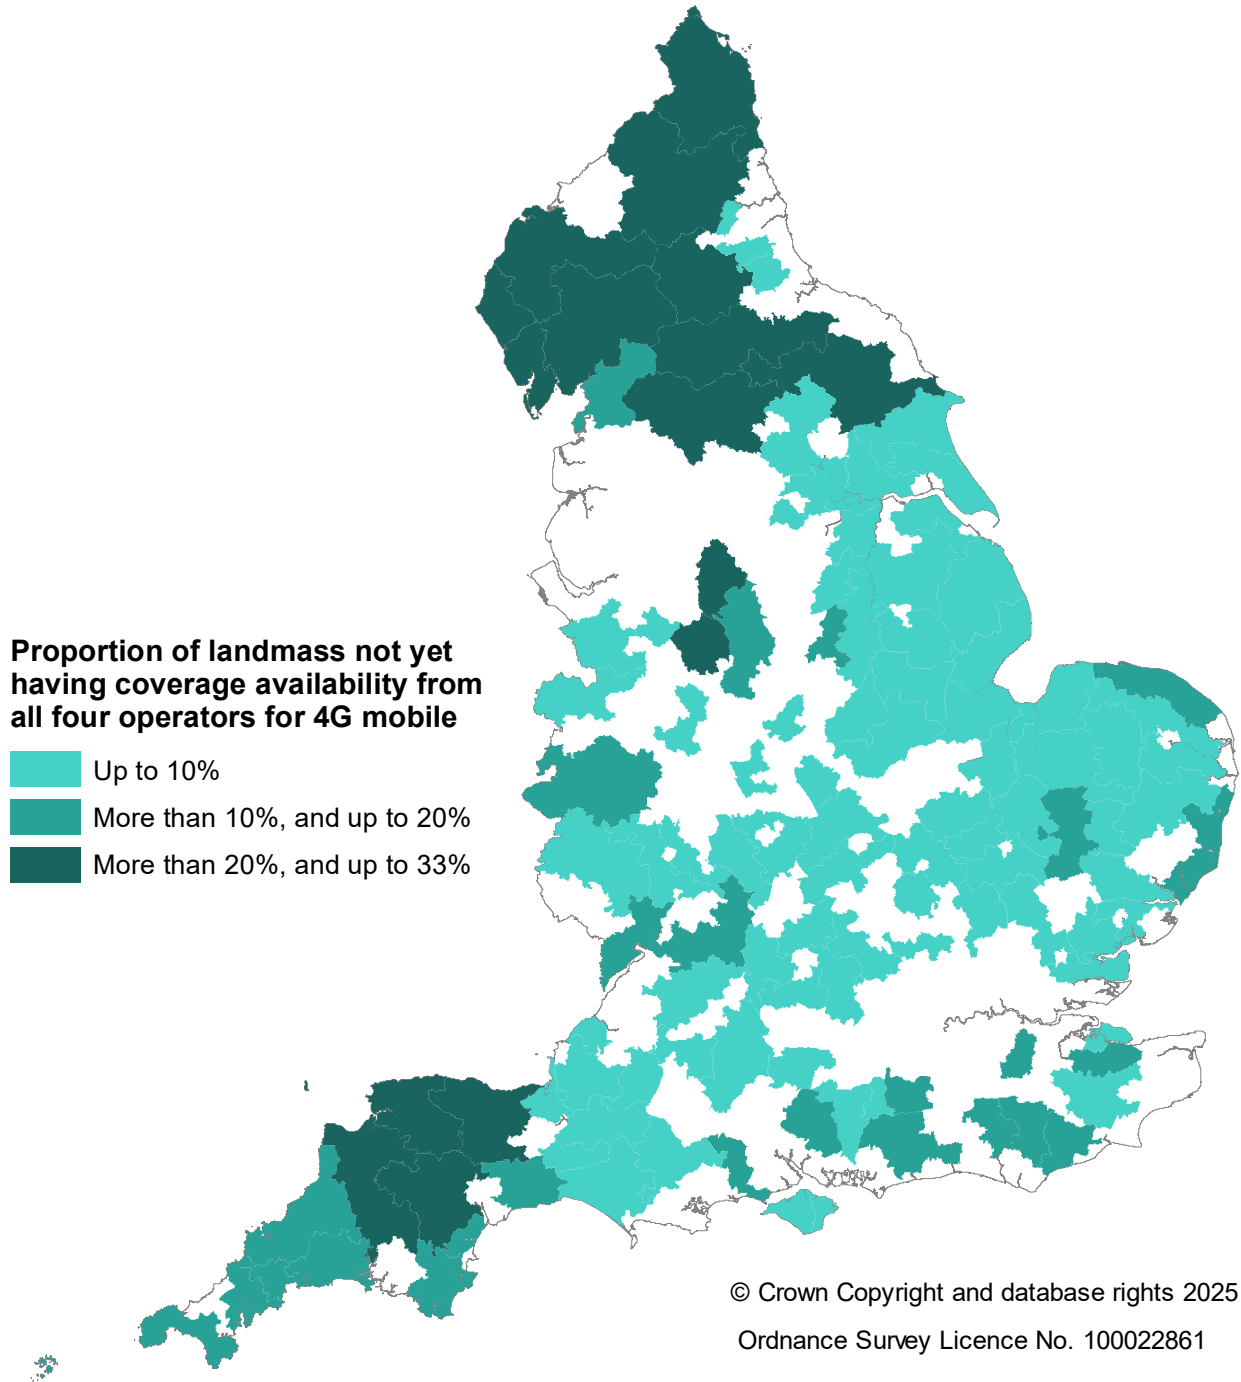 Proportion of landmass not yet
having coverage availability from
all four operators for 4G mobile
Up to 10%
More than 10%, and up to 20%
More than 20%, and up to 33%
© Crown Copyright and database rights 2025
Ordnance Survey Licence No. 100022861